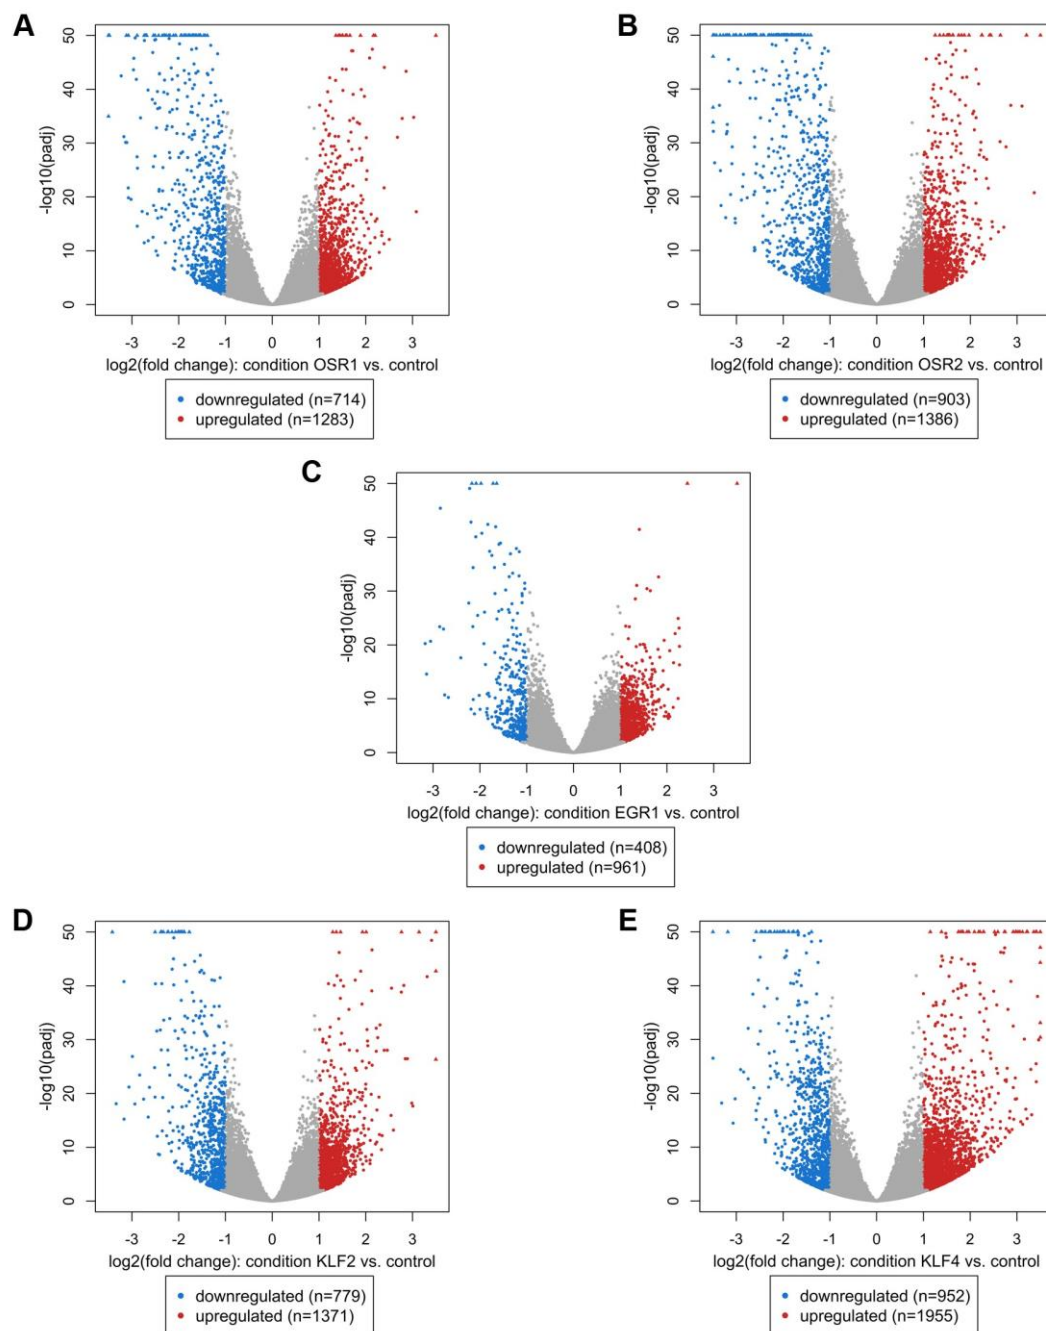 A
50
40
30
20
10
0
-log10(padj)
-3 -2 -1 0 1 2 3
log2(fold change): condition OSR1 vs. control
downregulated (n=714)
upregulated (n=1283)
B
50
40
30
20
10
0
-log10(padj)
-3 -2 -1 0 1 2 3
log2(fold change): condition OSR2 vs. control
downregulated (n=903)
upregulated (n=1386)
C
50
40
30
20
10
0
-log10(padj)
-3 -2 -1 0 1 2 3
log2(fold change): condition EGR1 vs. control
downregulated (n=408)
upregulated (n=961)
D
50
40
30
20
10
0
-log10(padj)
-3 -2 -1 0 1 2 3
log2(fold change): condition KLF2 vs. control
downregulated (n=779)
upregulated (n=1371)
E
50
40
30
20
10
0
-log10(padj)
-3 -2 -1 0 1 2 3
log2(fold change): condition KLF4 vs. control
downregulated (n=952)
upregulated (n=1955)